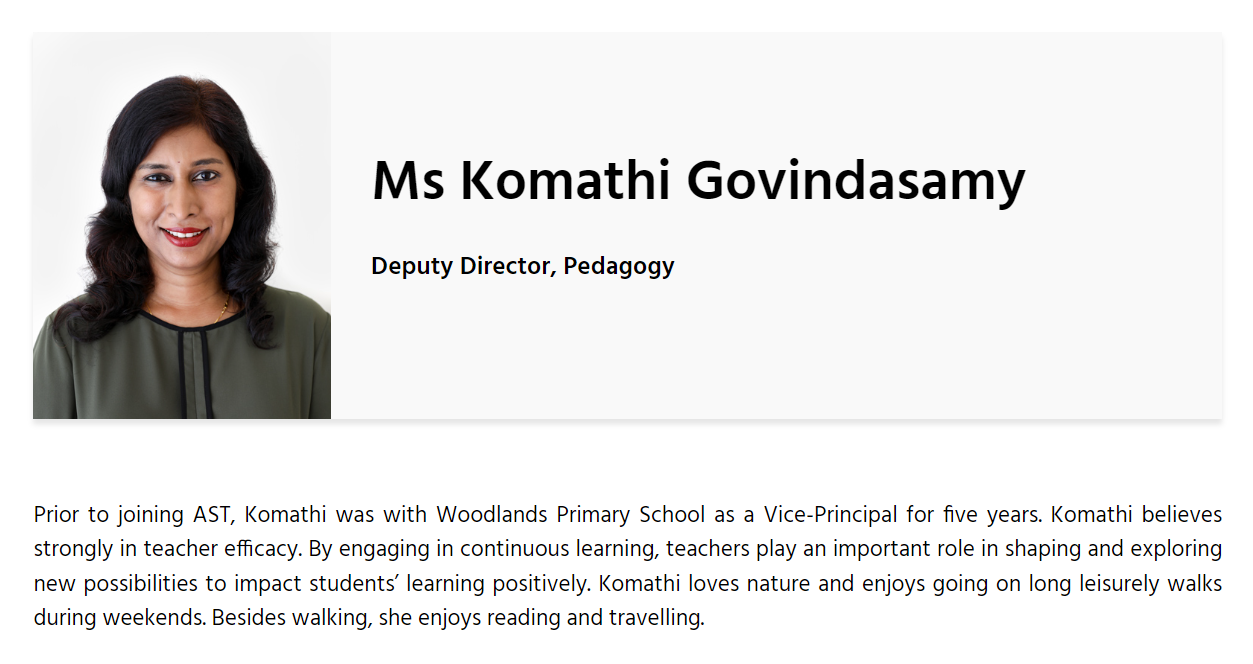 Ms Komathi Govindasamy
Deputy Director, Pedagogy
Prior to joining AST, Komathi was with Woodlands Primary School as a Vice-Principal for five years. Komathi believes
strongly in teacher efficacy. By engaging in continuous learning, teachers play an important role in shaping and exploring
new possibilities to impact students’ learning positively. Komathi loves nature and enjoys going on long leisurely walks
during weekends. Besides walking, she enjoys reading and travelling.